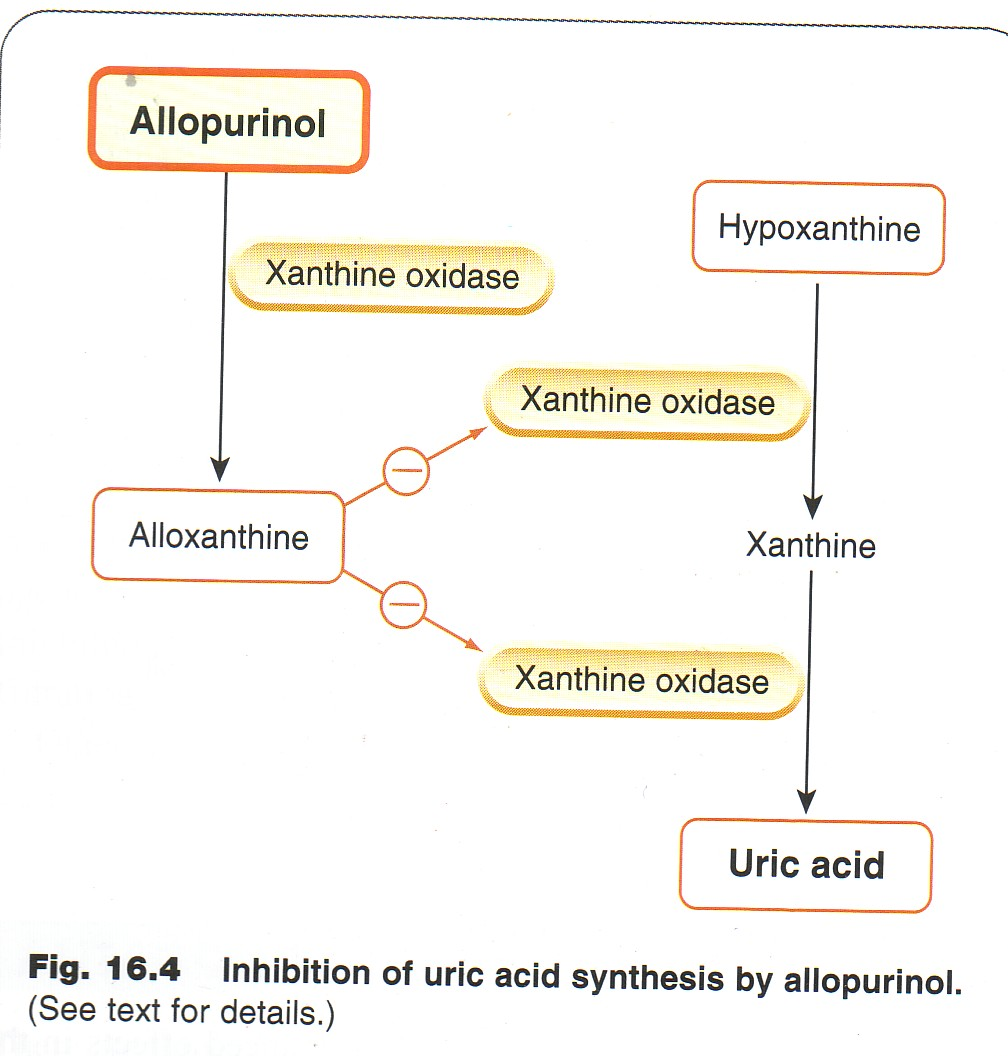 Allopurinol
Hypoxanthine
Xanthine oxidase
Xanthine oxidase
Alloxanthine
Xanthine
Xanthine oxidase
Uric acid
Fig. 16.4 Inhibition of uric acid synthesis by allopurinol.
(See text for details.)